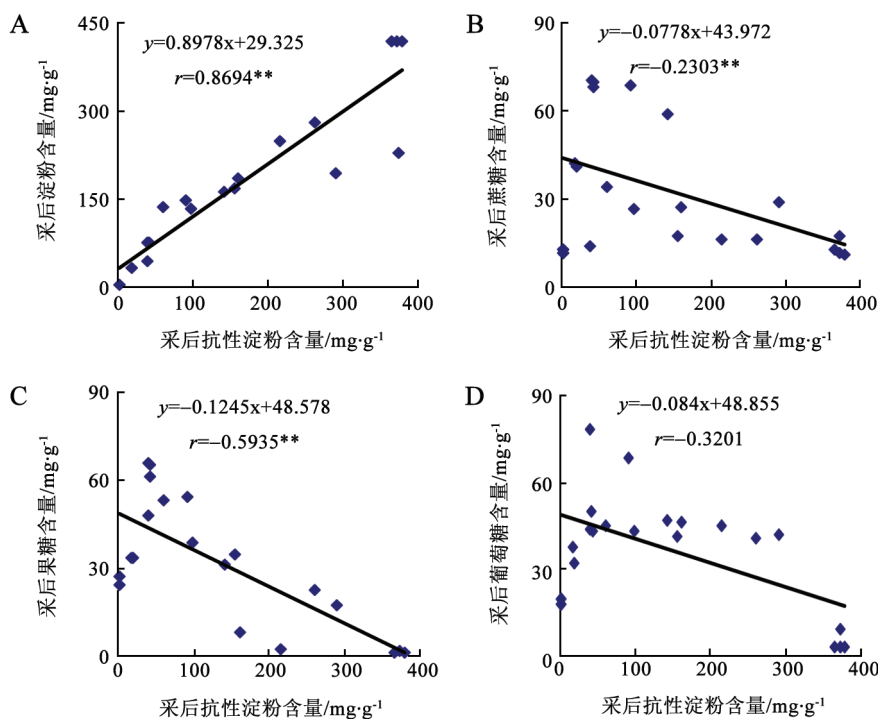 A
y=0.8978x+29.325
r=0.8694**
采后淀粉含量/mg·g-1
450
300
150
0
0 100 200 300 400
采后抗性淀粉含量/mg·g-1
B
y=−0.0778x+43.972
r=−0.2303**
采后蔗糖含量/mg·g-1
90
60
30
0
0 100 200 300 400
采后抗性淀粉含量/mg·g-1
C
y=−0.1245x+48.578
r=−0.5935**
采后果糖含量/mg·g-1
90
60
30
0
0 100 200 300 400
采后抗性淀粉含量/mg·g-1
D
y=−0.084x+48.855
r=−0.3201
采后葡萄糖含量/mg·g-1
90
60
30
0
0 100 200 300 400
采后抗性淀粉含量/mg·g-1